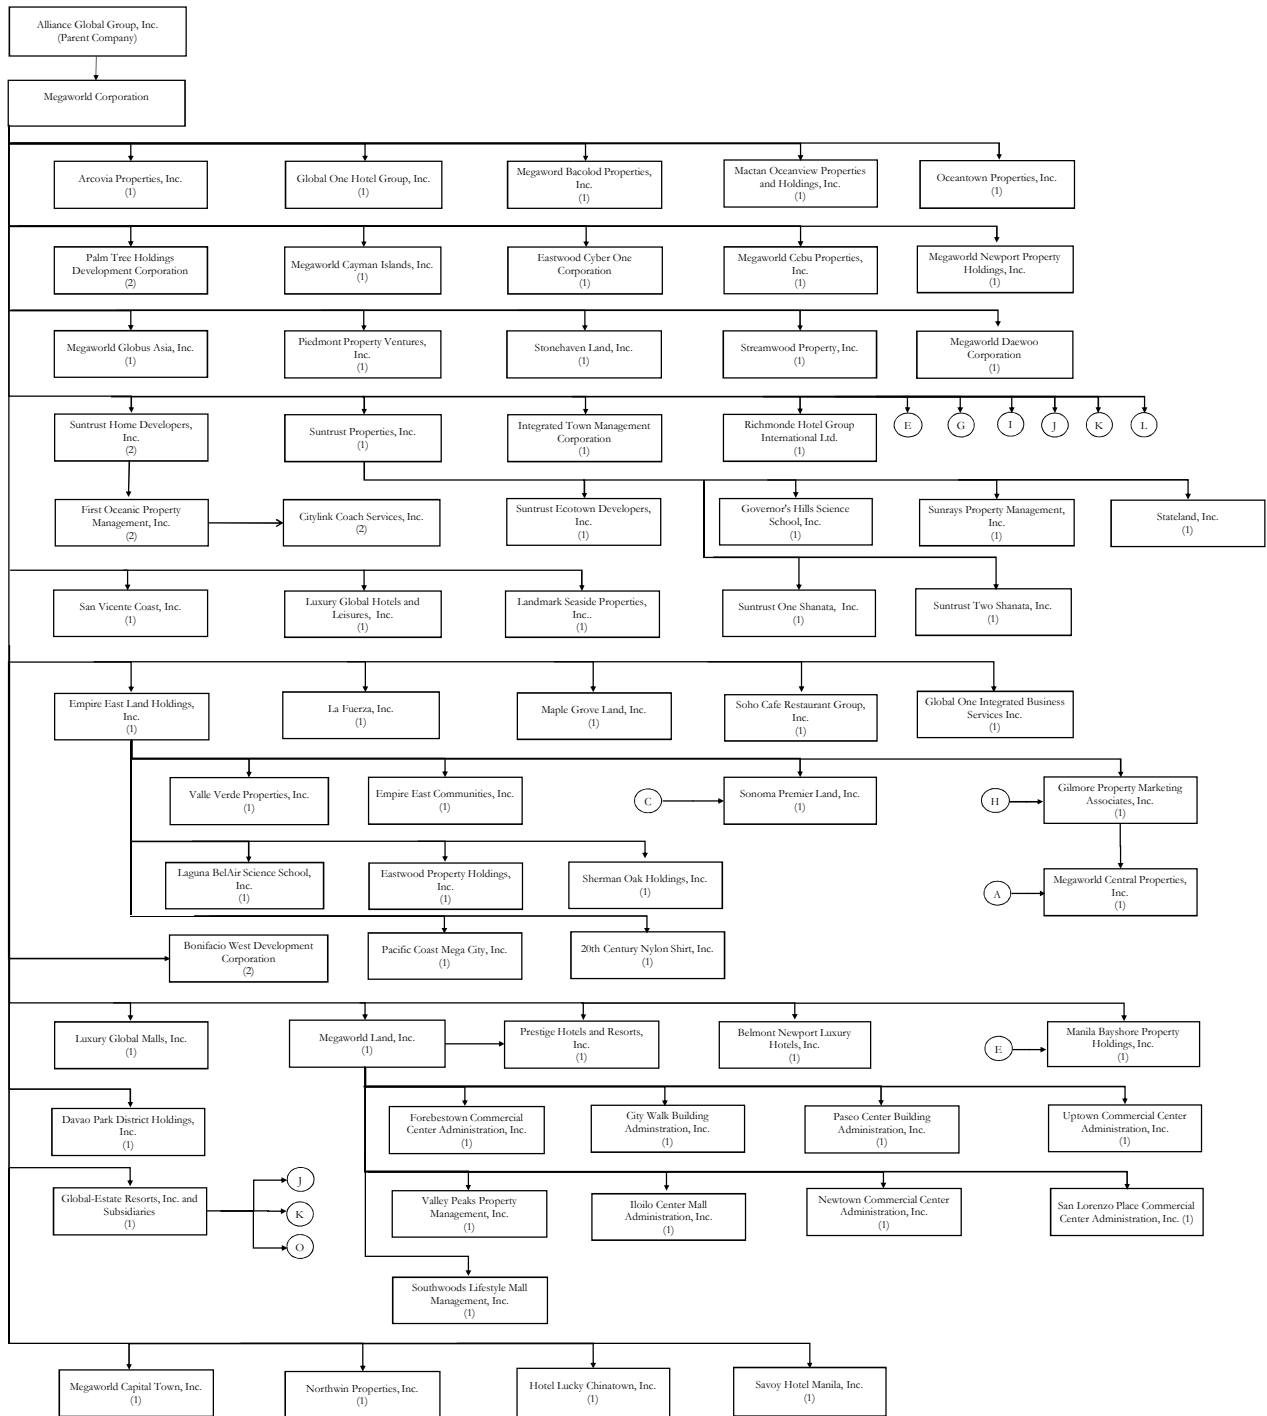 Alliance Global Group, Inc.
(Parent Company)
Megaworld Corporation
Arcovia Properties, Inc.
(1)
Global One Hotel Group, Inc.
(1)
Megaword Bacolod Properties,
Inc.
(1)
Mactan Oceanview Properties
and Holdings, Inc.
(1)
Oceantown Properties, Inc.
(1)
Palm Tree Holdings
Development Corporation
(2)
Megaworld Cayman Islands, Inc.
(1)
Eastwood Cyber One
Corporation
(1)
Megaworld Cebu Properties,
Inc.
(1)
Megaworld Newport Property
Holdings, Inc.
(1)
Megaworld Globus Asia, Inc.
(1)
Piedmont Property Ventures,
Inc.
(1)
Stonehaven Land, Inc.
(1)
Streamwood Property, Inc.
(1)
Megaworld Daewoo
Corporation
(1)
Suntrust Home Developers,
Inc.
(2)
Suntrust Properties, Inc.
(1)
Integrated Town Management
Corporation
(1)
Richmonde Hotel Group
International Ltd.
(1)
E
G
I
J
K
L
First Oceanic Property
Management, Inc.
(2)
Citylink Coach Services, Inc.
(2)
Suntrust Ecotown Developers,
Inc.
(1)
Governor's Hills Science
School, Inc.
(1)
Sunrays Property Management,
Inc.
(1)
Stateland, Inc.
(1)
San Vicente Coast, Inc.
(1)
Luxury Global Hotels and
Leisures, Inc.
(1)
Landmark Seaside Properties,
Inc..
(1)
Suntrust One Shanata, Inc.
(1)
Suntrust Two Shanata, Inc.
(1)
Empire East Land Holdings,
Inc.
(1)
La Fuerza, Inc.
(1)
Maple Grove Land, Inc.
(1)
Soho Cafe Restaurant Group,
Inc.
(1)
Global One Integrated Business
Services Inc.
(1)
Valle Verde Properties, Inc.
(1)
Empire East Communities, Inc.
(1)
C
Sonoma Premier Land, Inc.
(1)
H
Gilmore Property Marketing
Associates, Inc.
(1)
Laguna BelAir Science School,
Inc.
(1)
Eastwood Property Holdings,
Inc.
(1)
Sherman Oak Holdings, Inc.
(1)
A
Megaworld Central Properties,
Inc.
(1)
Bonifacio West Development
Corporation
(2)
Pacific Coast Mega City, Inc.
(1)
20th Century Nylon Shirt, Inc.
(1)
Luxury Global Malls, Inc.
(1)
Megaworld Land, Inc.
(1)
Prestige Hotels and Resorts,
Inc.
(1)
Belmont Newport Luxury
Hotels, Inc.
(1)
E
Manila Bayshore Property
Holdings, Inc.
(1)
Davao Park District Holdings,
Inc.
(1)
Forebestown Commercial
Center Administration, Inc.
(1)
City Walk Building
Adminstration, Inc.
(1)
Paseo Center Building
Administration, Inc.
(1)
Uptown Commercial Center
Administration, Inc.
(1)
Global-Estate Resorts, Inc. and
Subsidiaries
(1)
J
K
O
Valley Peaks Property
Management, Inc.
(1)
Iloilo Center Mall
Administration, Inc.
(1)
Newtown Commercial Center
Administration, Inc.
(1)
San Lorenzo Place Commercial
Center Administration, Inc. (1)
Southwoods Lifestyle Mall
Management, Inc.
(1)
Megaworld Capital Town, Inc.
(1)
Northwin Properties, Inc.
(1)
Hotel Lucky Chinatown, Inc.
(1)
Savoy Hotel Manila, Inc.
(1)